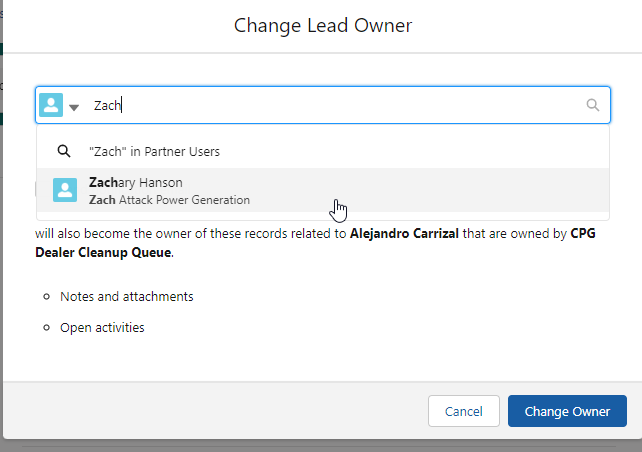 Change Lead Owner
Zach
"Zach" in Partner Users
Zachary Hanson
Zach Attack Power Generation
will also become the owner of these records related to Alejandro Carrizal that are owned by CPG
Dealer Cleanup Queue.
Notes and attachments
Open activities
Cancel
Change Owner